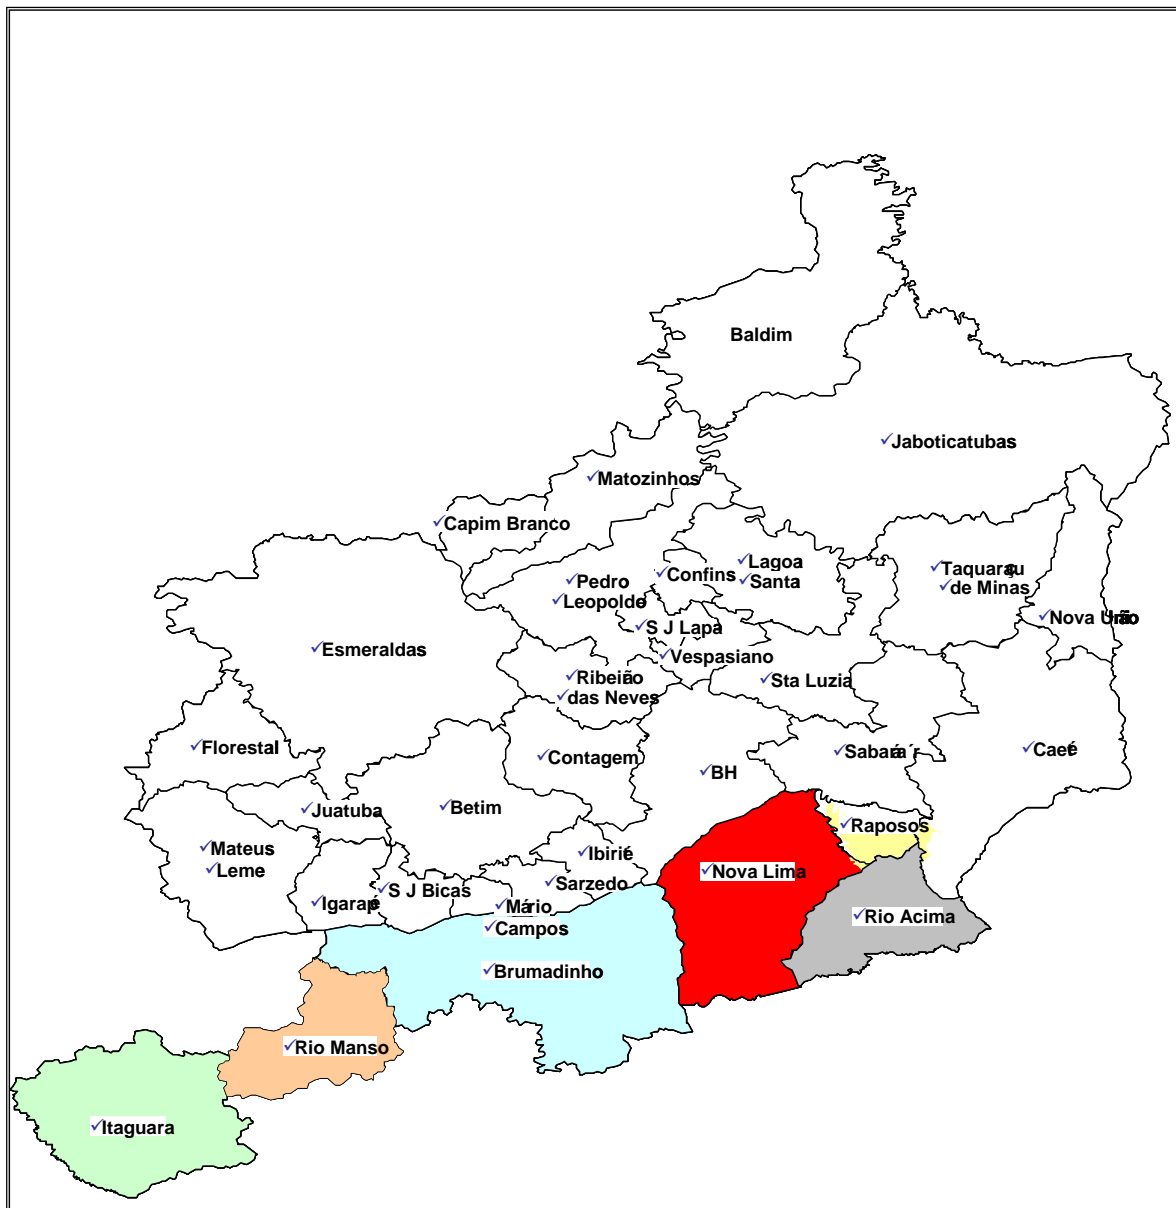 Baldim
✓Jaboticatubas
✓Matozinhos
✓Capim Branco
✓Lagoa
✓Santa
✓Confins
✓Taquaraçu
✓de Minas
✓Pedro
✓Leopoldo
✓Nova União
✓S J Lapa
✓Esmeraldas
✓Vespasiano
✓Ribeirão
✓das Neves
✓Sta Luzia
✓Florestal
✓Contagem
✓Sabará
✓Caeté
✓BH
✓Juatuba
✓Betim
✓Raposos
✓Mateus
✓Leme
✓Ibirité
✓Nova Lima
✓Sarzedo
✓S J Bicas
✓Igarapé
✓Mário
✓Campos
✓Rio Acima
✓Brumadinho
✓Rio Manso
✓Itaguara